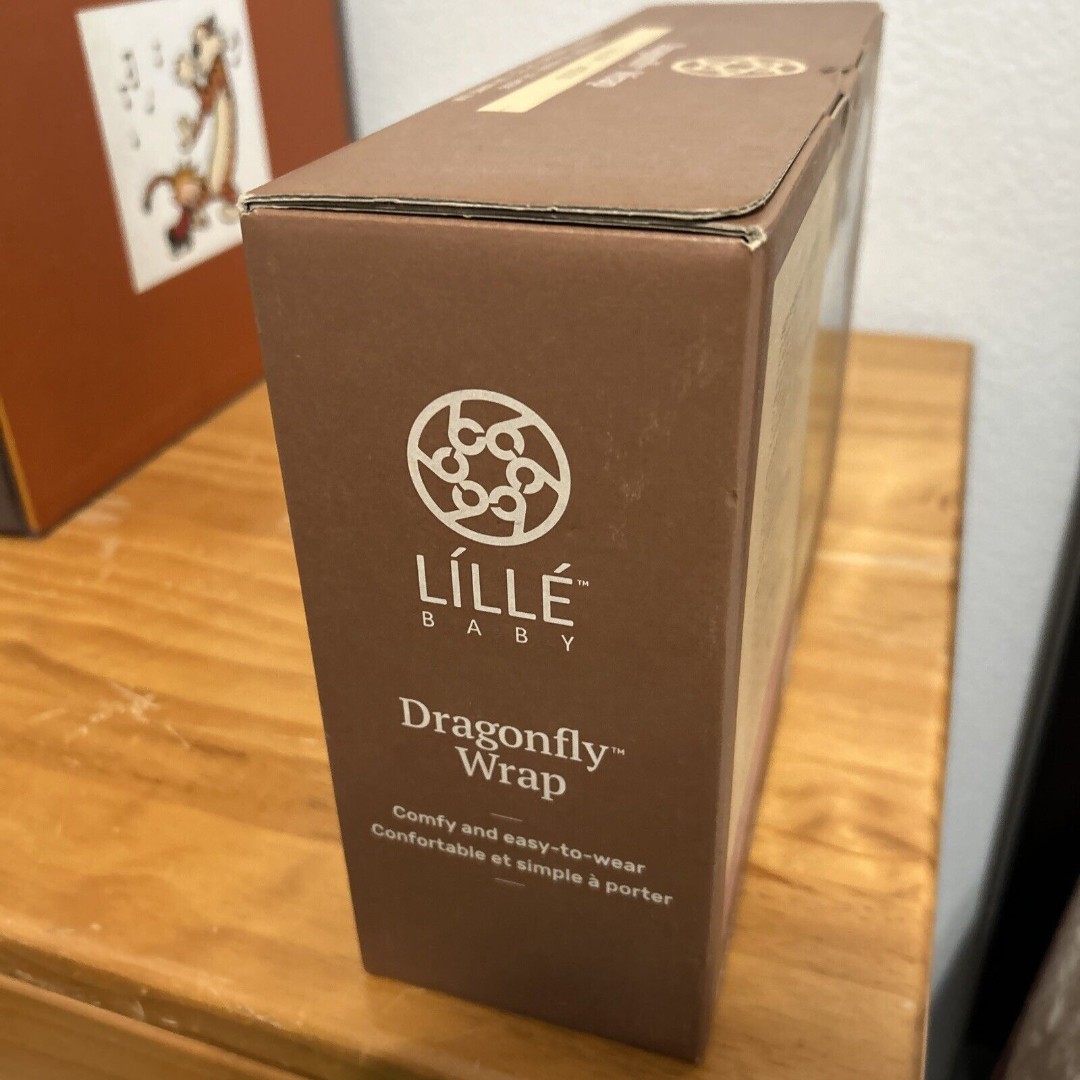 LÍLLÉ™
BABY
Dragonfly™
Wrap
Comfy and easy-to-wear
Confortable et simple à porter